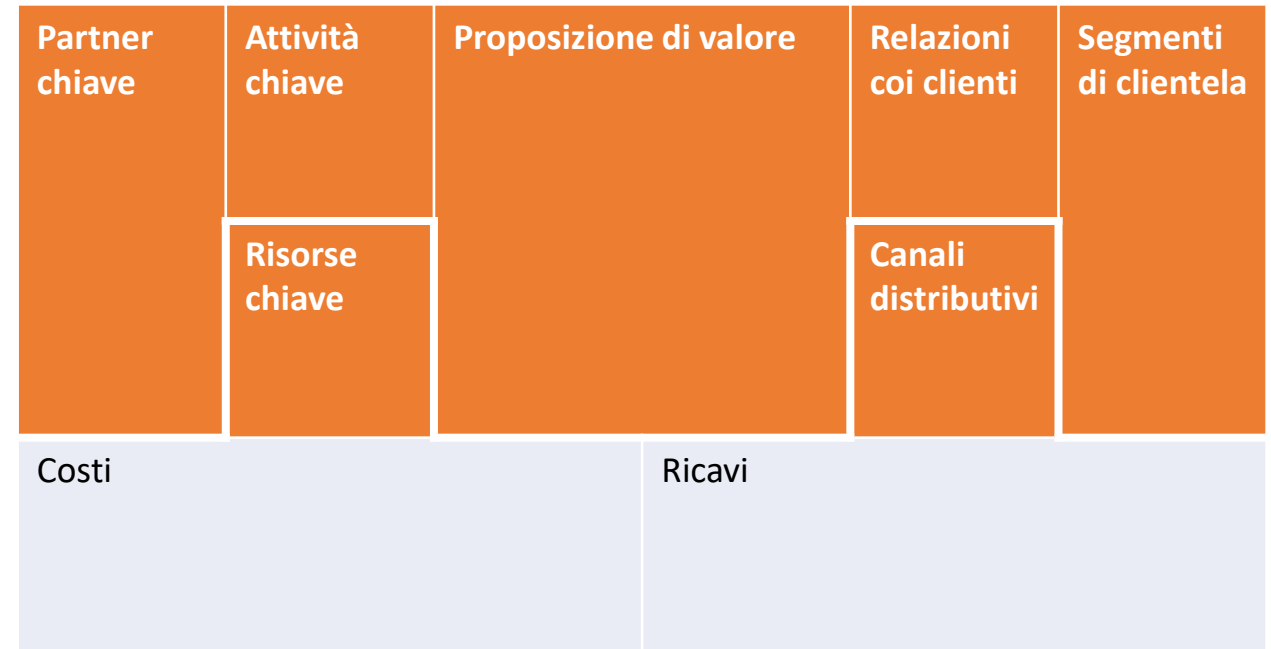 Partner
chiave
Attività
chiave
Proposizione di valore
Relazioni
coi clienti
Segmenti
di clientela
Risorse
chiave
Canali
distributivi
Costi
Ricavi